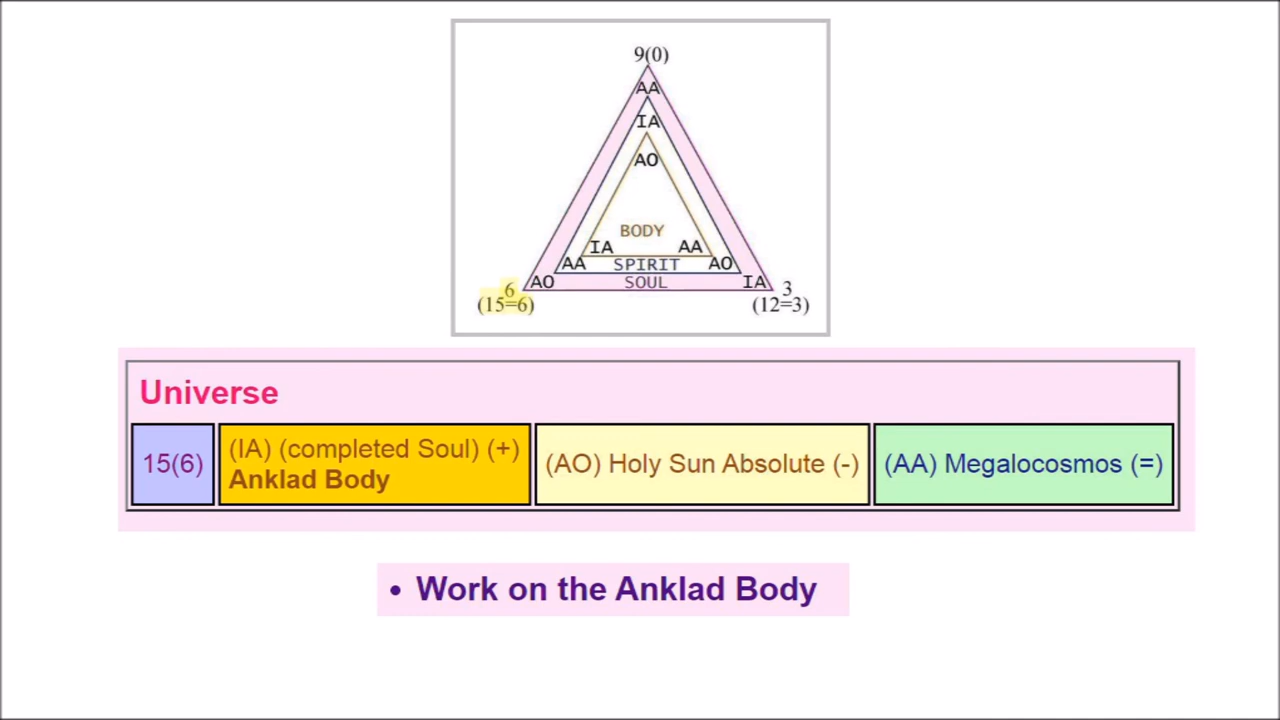 9(0)
AA
IA
AO
BODY
IA AA
AA SPIRIT AO
AO SOUL IA
6 3
(15=6) (12=3)
Universe
15(6) (IA) (completed Soul) (+) Anklad Body (AO) Holy Sun Absolute (-) (AA) Megalocosmos (=)
• Work on the Anklad Body